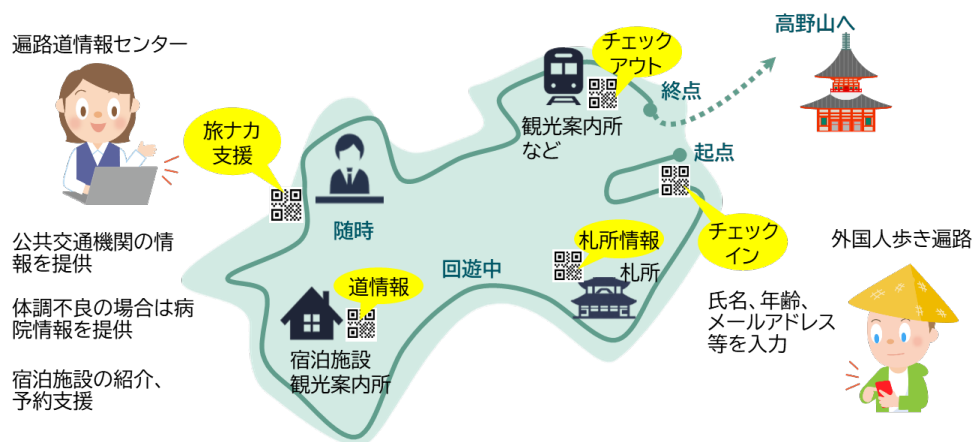 遍路道情報センター
公共交通機関の情
報を提供
体調不良の場合は病
院情報を提供
宿泊施設の紹介、
予約支援
旅ナカ
支援
随時
道情報
宿泊施設
観光案内所
回遊中
チェック
アウト
観光案内所
など
終点
高野山へ
起点
チェック
イン
札所情報
札所
外国人歩き遍路
氏名、年齢、
メールアドレス
等を入力